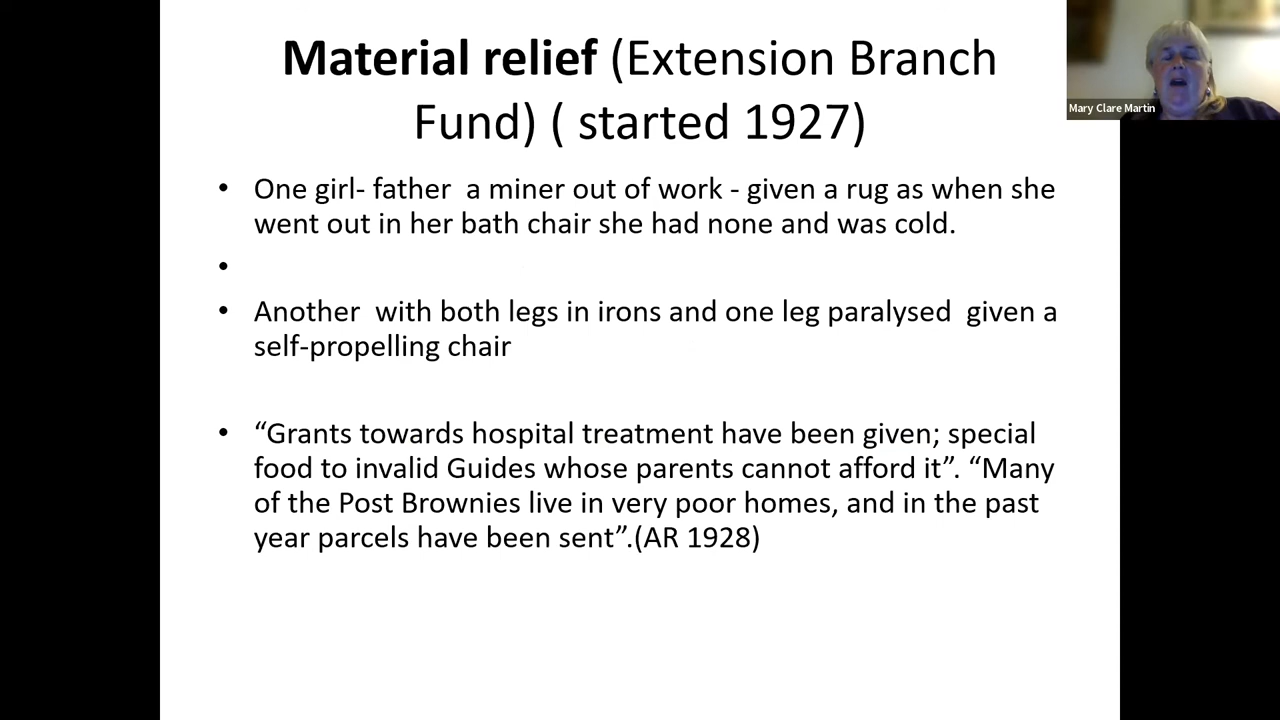 Material relief (Extension Branch
Fund) ( started 1927)
Mary Clare Martin
• One girl- father  a miner out of work - given a rug as when she
went out in her bath chair she had none and was cold.
•
• Another  with both legs in irons and one leg paralysed  given a
self-propelling chair
• “Grants towards hospital treatment have been given; special
food to invalid Guides whose parents cannot afford it”. “Many
of the Post Brownies live in very poor homes, and in the past
year parcels have been sent”.(AR 1928)